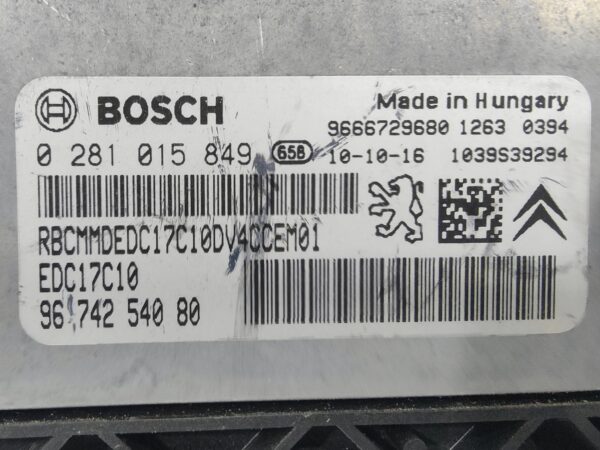 BOSCH
Made in Hungary
9666729680 1263 0394
0 281 015 849 658 10-10-16 1039S39294
RBCMMDEDC17C10DV4CCEM01
EDC17C10
96 742 540 80